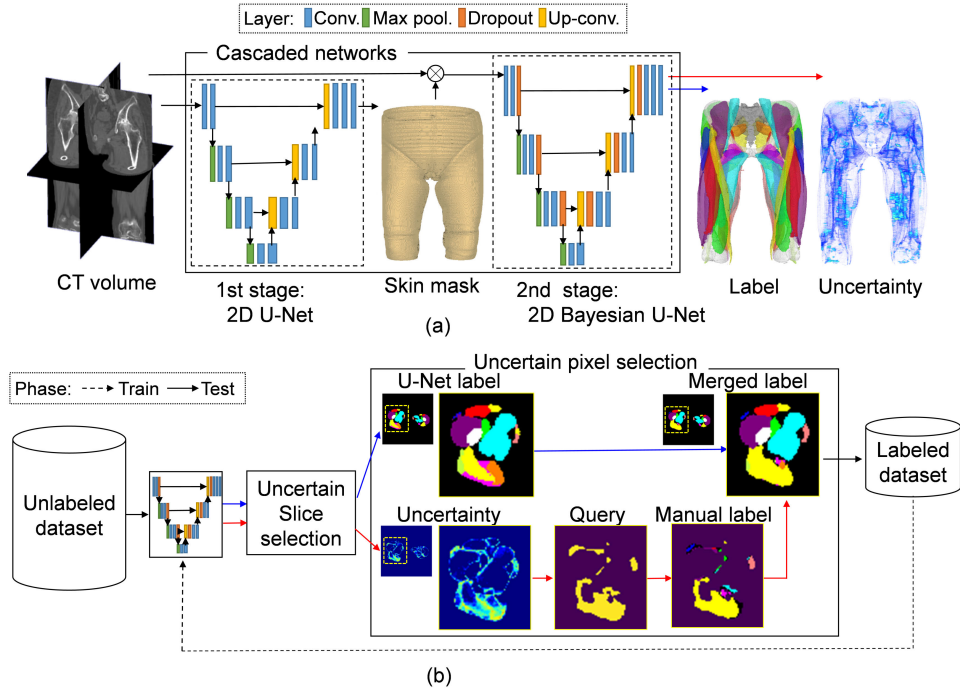 Layer: Conv. Max pool. Dropout Up-conv.
Cascaded networks
CT volume
1st stage:
2D U-Net
Skin mask
2nd stage:
2D Bayesian U-Net
Label
Uncertainty
(a)
Phase: Train Test
Uncertain pixel selection
U-Net label
Merged label
Unlabeled
dataset
Uncertain
Slice
selection
Labeled
dataset
Uncertainty
Query
Manual label
(b)